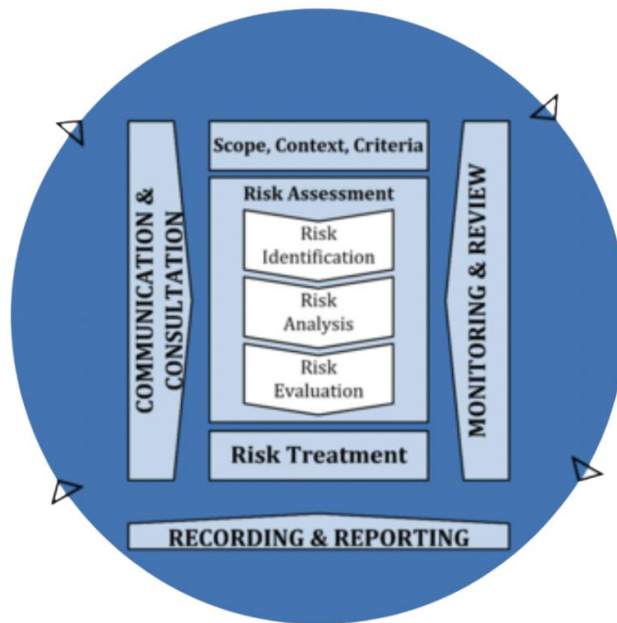 Scope, Context, Criteria
Risk Assessment
Risk
Identification
Risk
Analysis
Risk
Evaluation
Risk Treatment
COMMUNICATION &
CONSULTATION
MONITORING & REVIEW
RECORDING & REPORTING